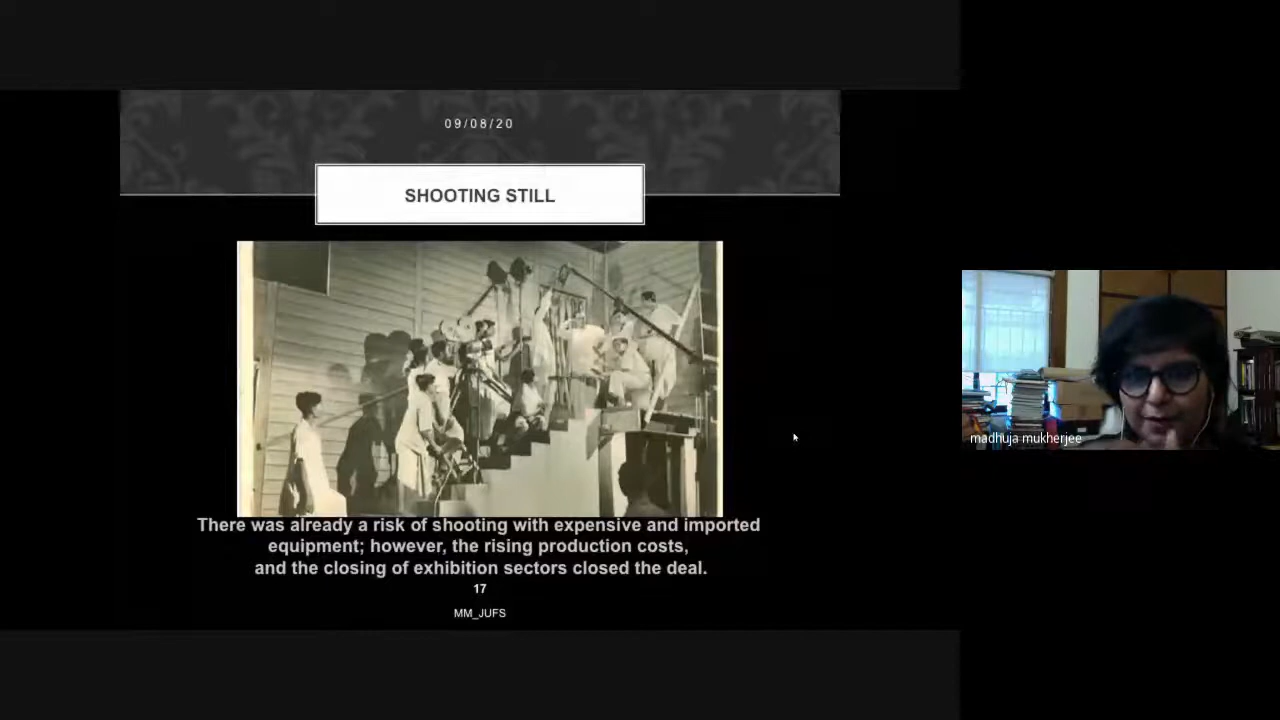 09/08/20
SHOOTING STILL
There was already a risk of shooting with expensive and imported
equipment; however, the rising production costs,
and the closing of exhibition sectors closed the deal.
17
MM_JUFS
madhuja mukherjee